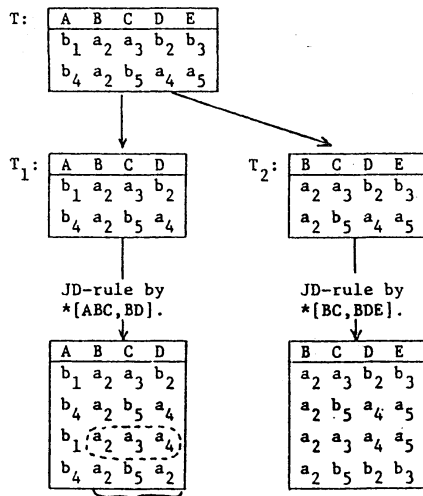 T: A B C D E
b1 a2 a3 b2 b3
b4 a2 b5 a4 a5
T1: A B C D
b1 a2 a3 b2
b4 a2 b5 a4
T2: B C D E
a2 a3 b2 b3
a2 b5 a4 a5
JD-rule by
*[ABC,BD].
JD-rule by
*[BC,BDE].
A B C D
b1 a2 a3 b2
b4 a2 b5 a4
b1 a2 a3 a4
b4 a2 b5 a2
B C D E
a2 a3 b2 b3
a2 b5 a4 a5
a2 a3 a4 a5
a2 b5 b2 b3